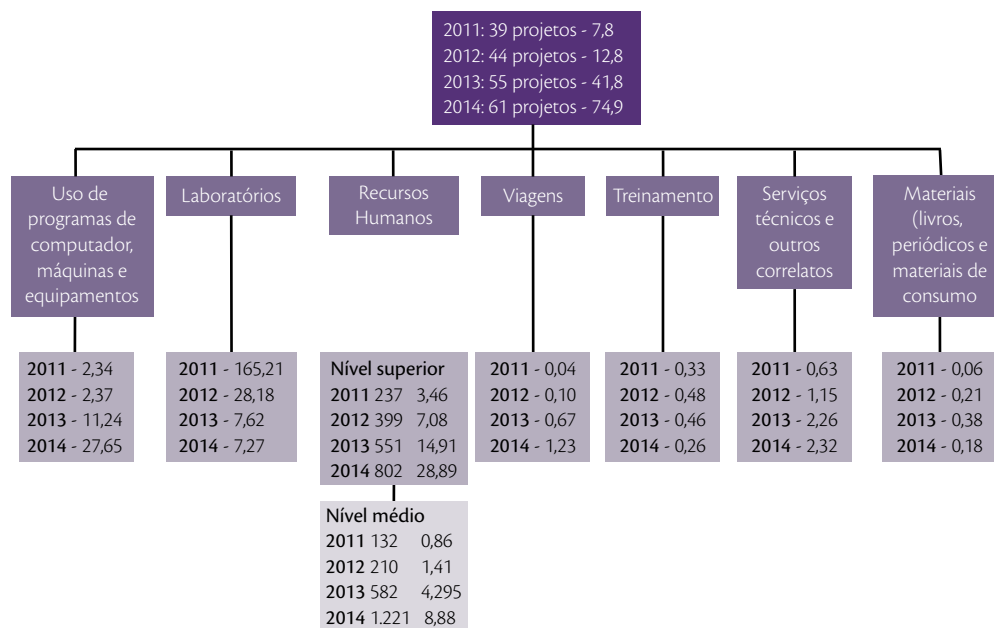 2011: 39 projetos - 7,8
2012: 44 projetos - 12,8
2013: 55 projetos - 41,8
2014: 61 projetos - 74,9
Uso de
programas de
computador,
máquinas e
equipamentos
Laboratórios
Recursos
Humanos
Viagens
Treinamento
Serviços
técnicos e
outros
correlatos
Materiais
(livros,
periódicos e
materiais de
consumo
2011 - 2,34
2012 - 2,37
2013 - 11,24
2014 - 27,65
2011 - 165,21
2012 - 28,18
2013 - 7,62
2014 - 7,27
Nível superior
2011 237 3,46
2012 399 7,08
2013 551 14,91
2014 802 28,89
Nível médio
2011 132 0,86
2012 210 1,41
2013 582 4,295
2014 1.221 8,88
2011 - 0,04
2012 - 0,10
2013 - 0,67
2014 - 1,23
2011 - 0,33
2012 - 0,48
2013 - 0,46
2014 - 0,26
2011 - 0,63
2012 - 1,15
2013 - 2,26
2014 - 2,32
2011 - 0,06
2012 - 0,21
2013 - 0,38
2014 - 0,18